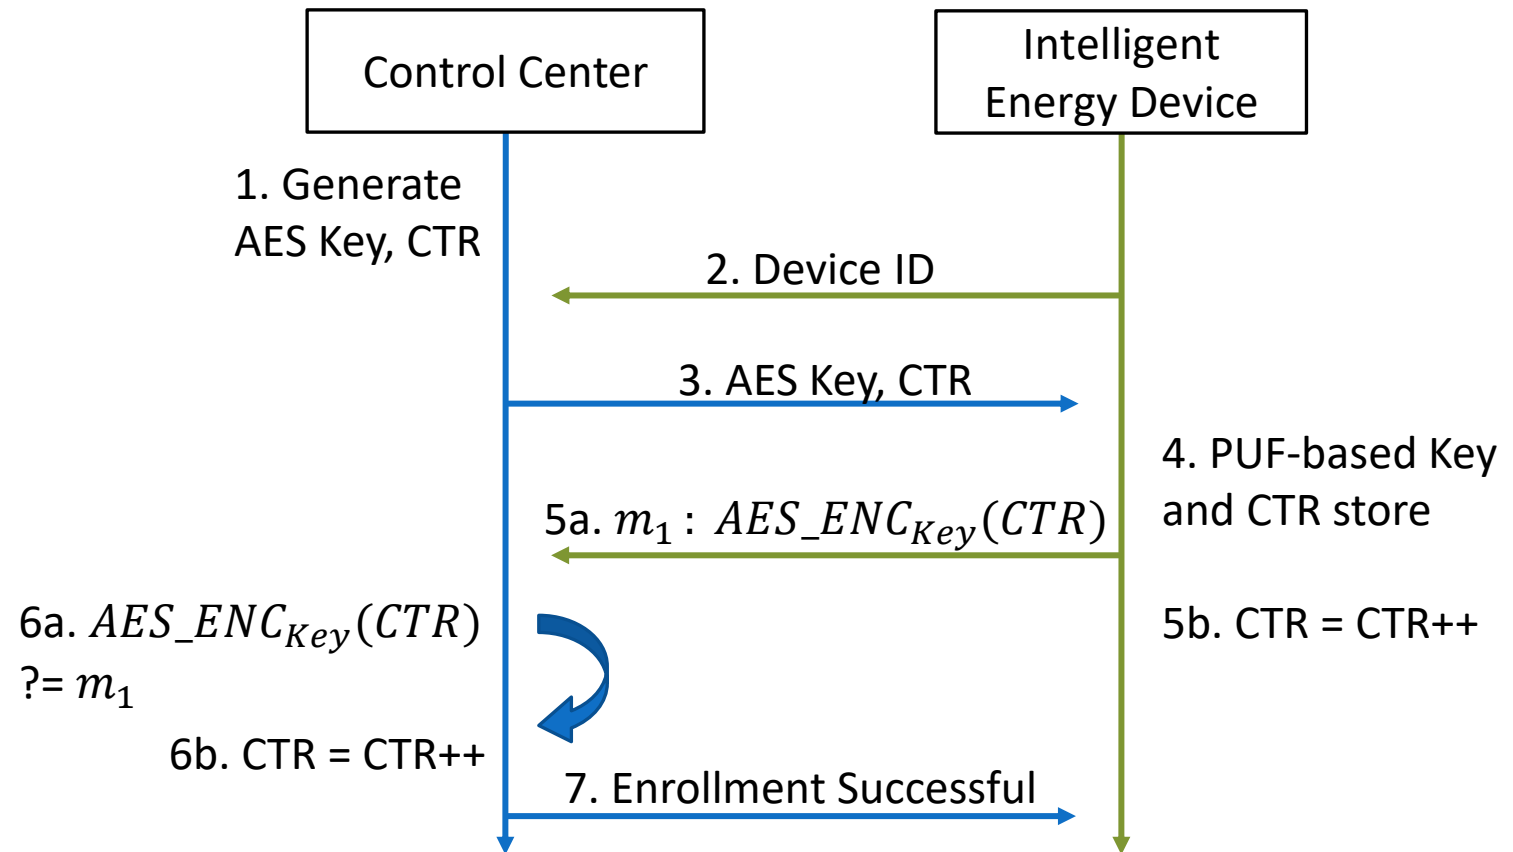 Control Center
Intelligent
Energy Device
1. Generate
AES Key, CTR
2. Device ID
3. AES Key, CTR
4. PUF-based Key
and CTR store
5a. m₁ : AES_ENC_Key(CTR)
6a. AES_ENC_Key(CTR)
?= m₁
5b. CTR = CTR++
6b. CTR = CTR++
7. Enrollment Successful